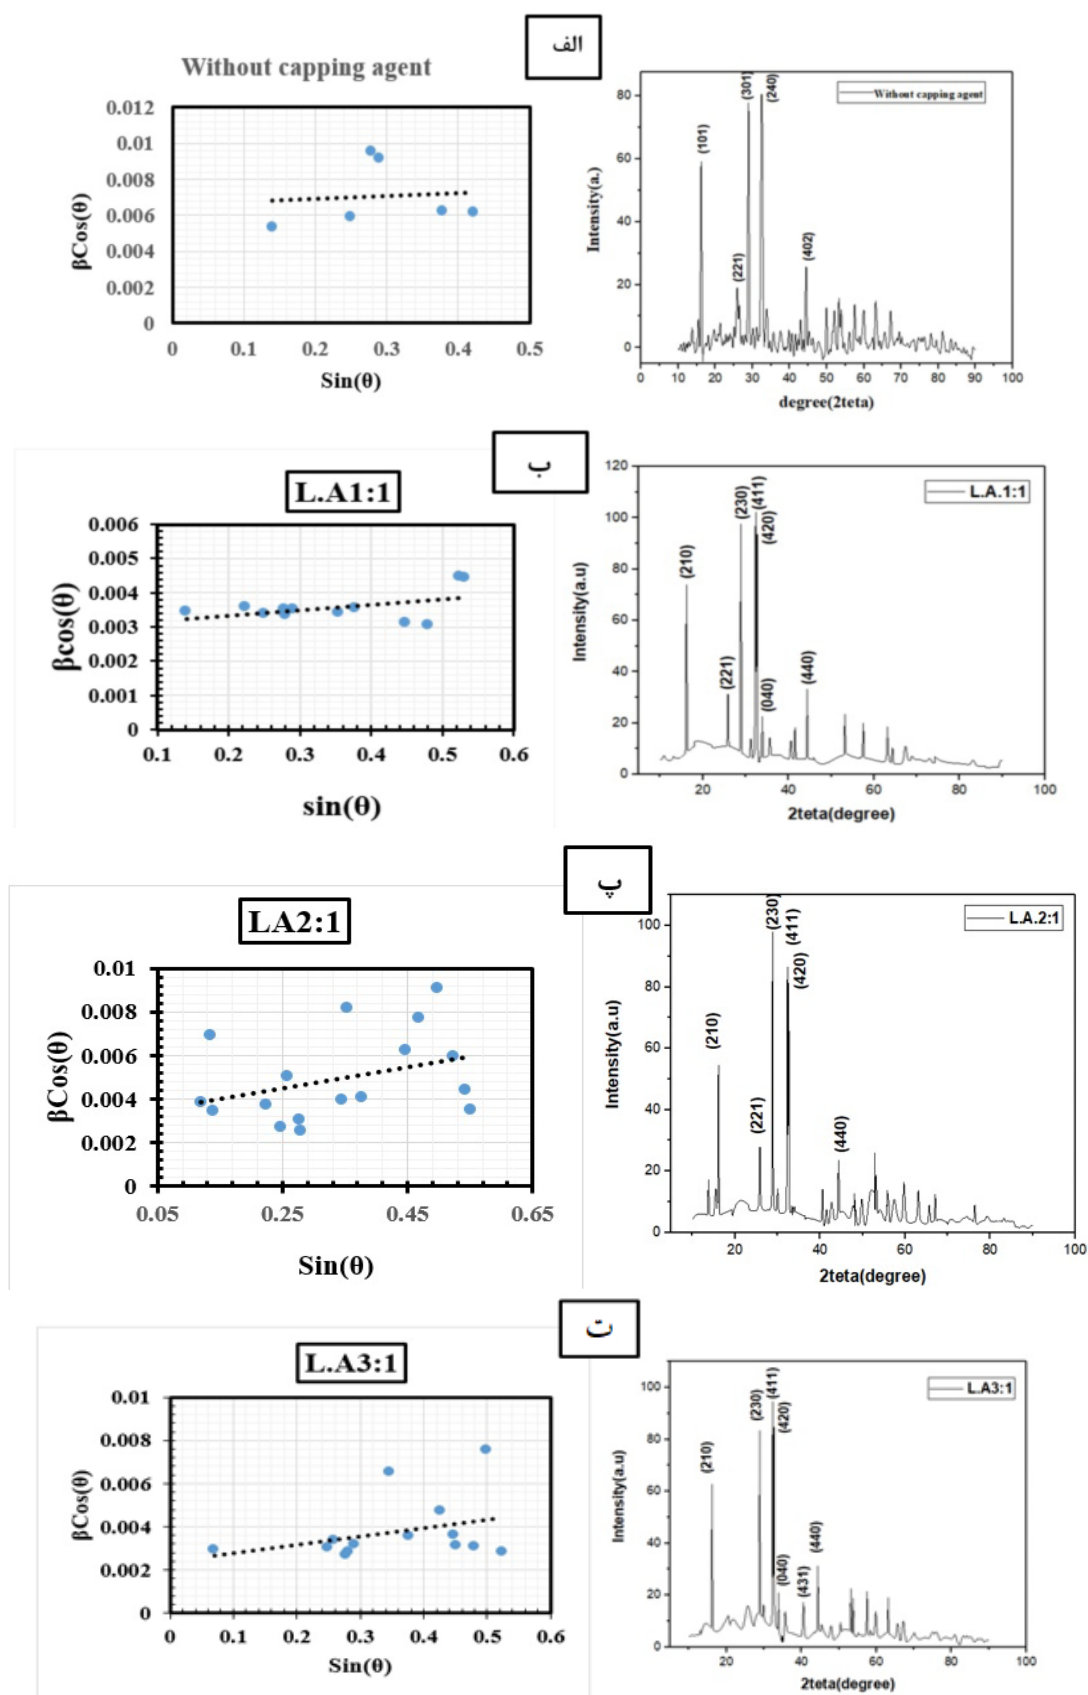 الف
Without capping agent
0.012
0.01
0.008
0.006
0.004
0.002
0
βCos(θ)
0 0.1 0.2 0.3 0.4 0.5
Sin(θ)
Without capping agent
80
60
40
20
0
Intensity(a.)
(101)
(221)
(301)
(240)
(402)
0 10 20 30 40 50 60 70 80 90 100
degree(2teta)
ب
L.A1:1
0.006
0.005
0.004
0.003
0.002
0.001
0
βcos(θ)
0.1 0.2 0.3 0.4 0.5 0.6
sin(θ)
L.A.1:1
120
100
80
60
40
20
0
Intensity(a.u)
(210)
(221)
(230)
(411)
(420)
(040)
(440)
20 40 60 80 100
2teta(degree)
پ
LA2:1
0.01
0.008
0.006
0.004
0.002
0
βCos(θ)
0.05 0.25 0.45 0.65
Sin(θ)
L.A.2:1
100
80
60
40
20
0
Intensity(a.u)
(210)
(221)
(230)
(411)
(420)
(440)
20 40 60 80 100
2teta(degree)
ت
L.A3:1
0.01
0.008
0.006
0.004
0.002
0
βCos(θ)
0 0.1 0.2 0.3 0.4 0.5 0.6
Sin(θ)
L.A3:1
100
80
60
40
20
0
Intensity(a.u)
(210)
(230)
(411)
(420)
(040)
(431)
(440)
20 40 60 80 100
2teta(degree)